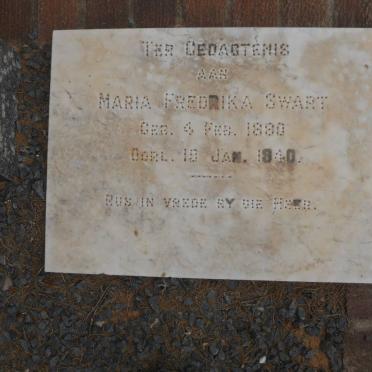 TER GEDAGTENIS
AAN
MARIA FREDRIKA SWART
GEB. 4 FEB. 1880
OORL. 10 JAN. 1940.
RUS IN VREDE BY DIE HEER.